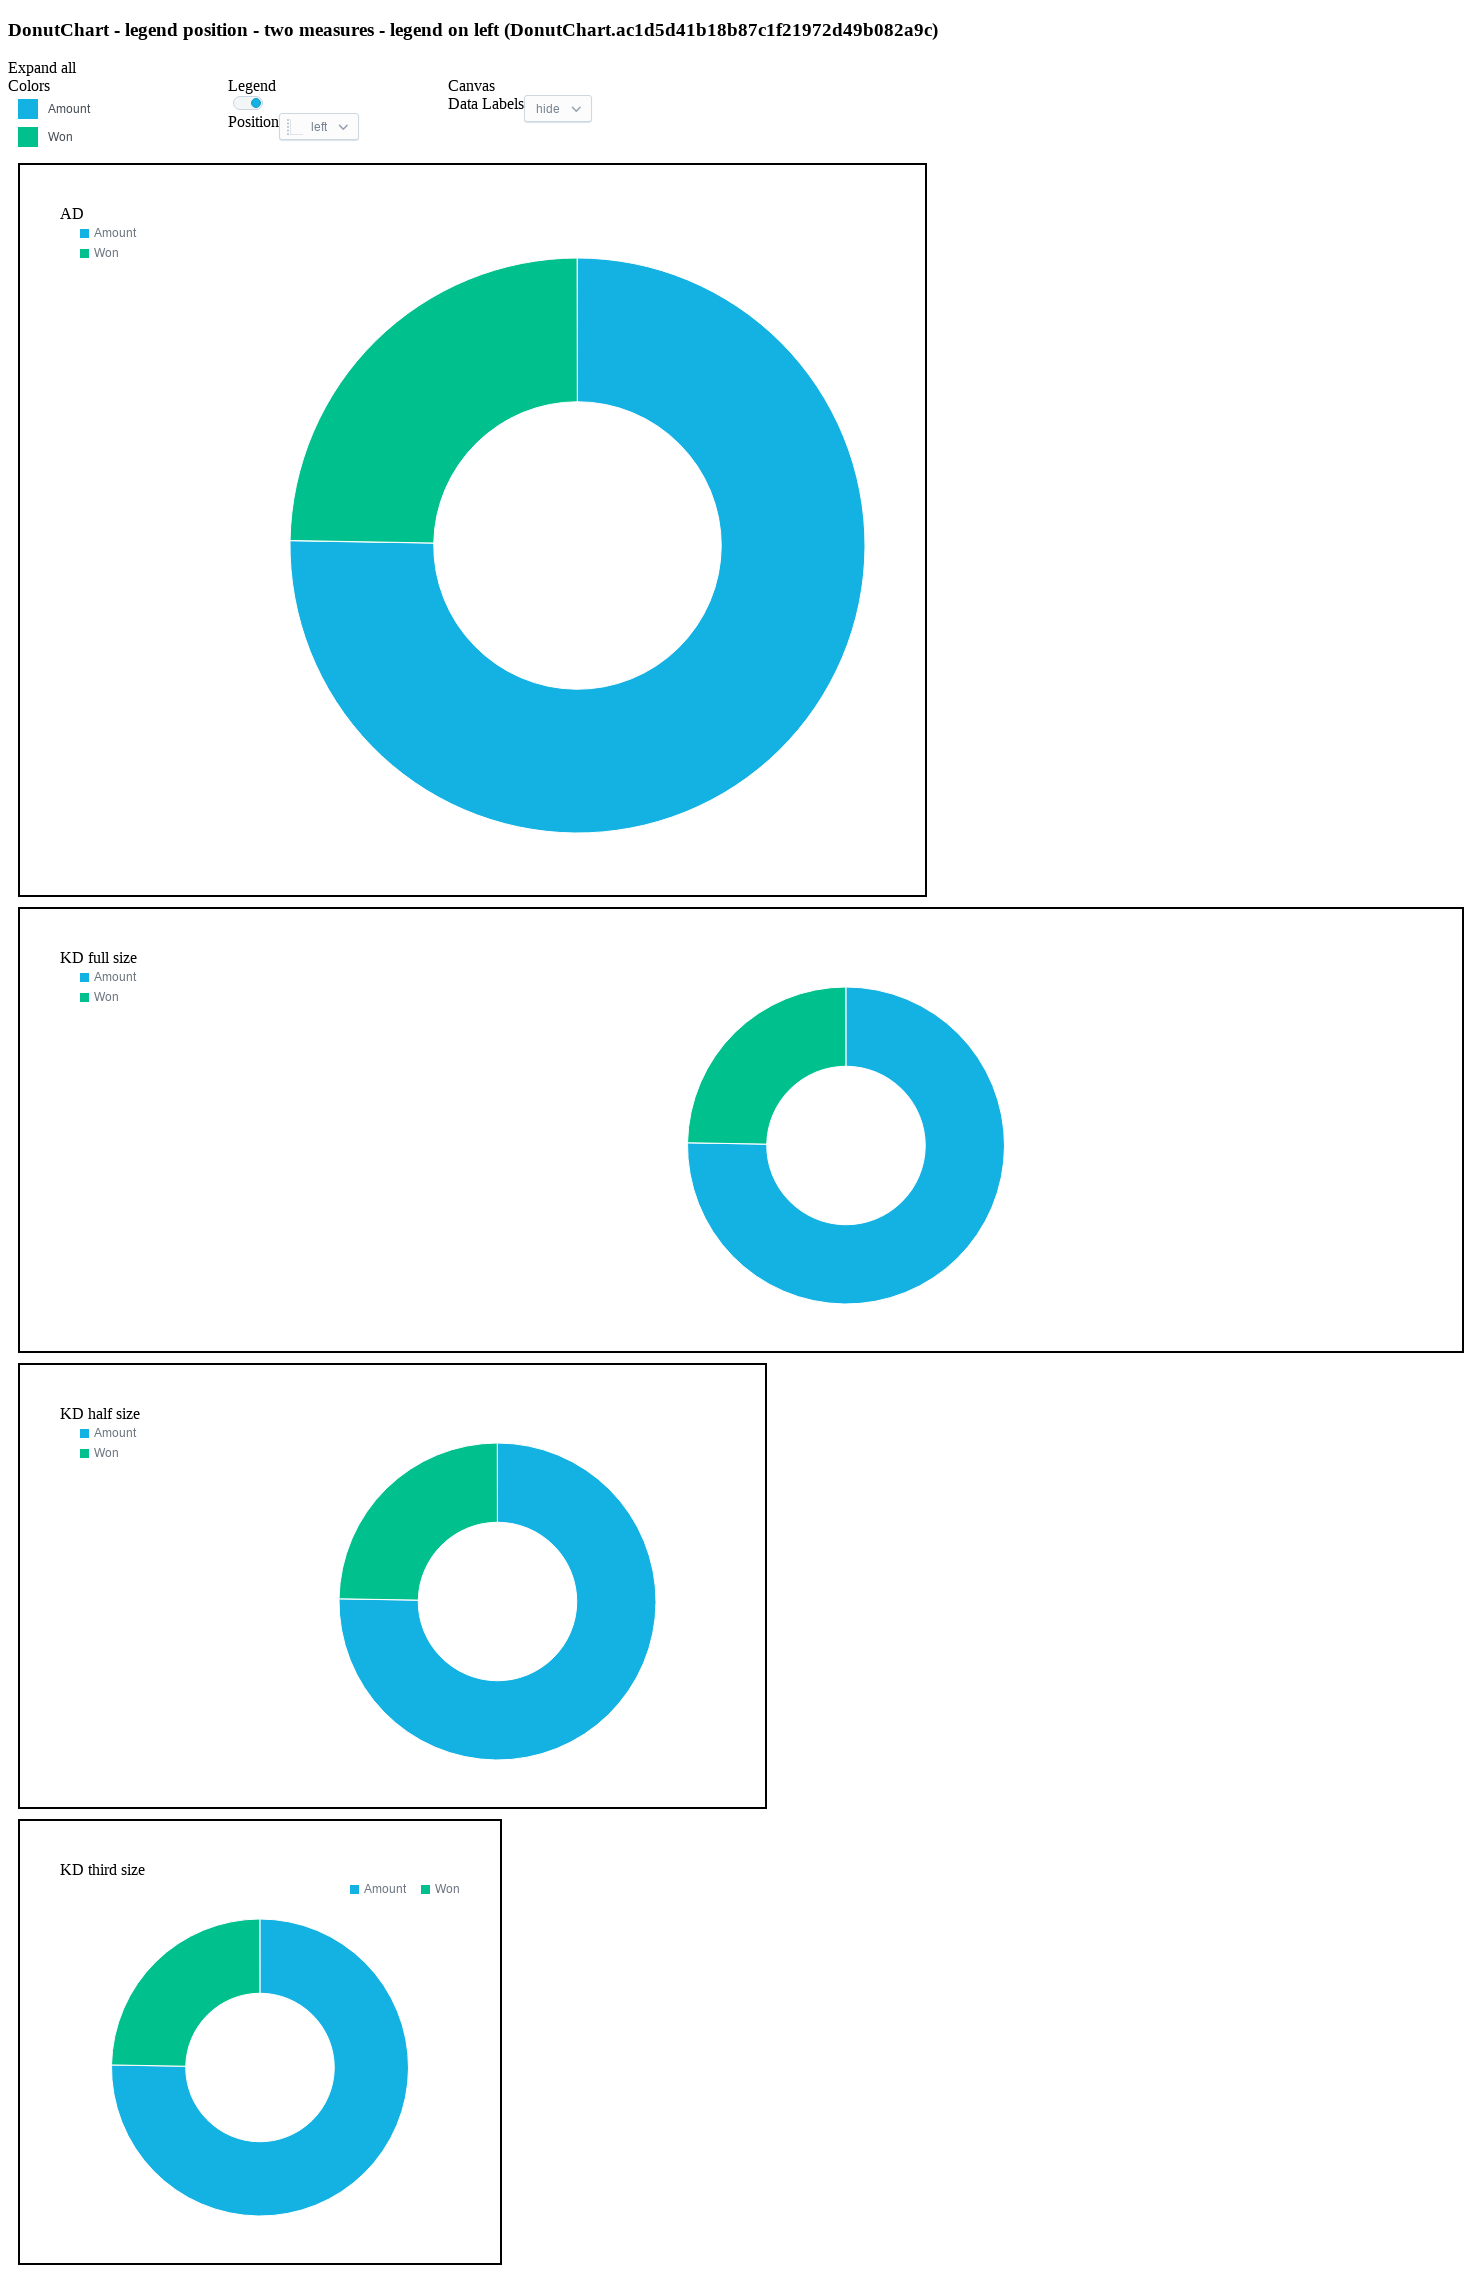 DonutChart - legend position - two measures - legend on left (DonutChart.ac1d5d41b18b87c1f21972d49b082a9c)
Expand all
Colors
Amount
Won
Legend
Position left
Canvas
Data Labels hide
AD
Amount
Won
KD full size
Amount
Won
KD half size
Amount
Won
KD third size
Amount Won